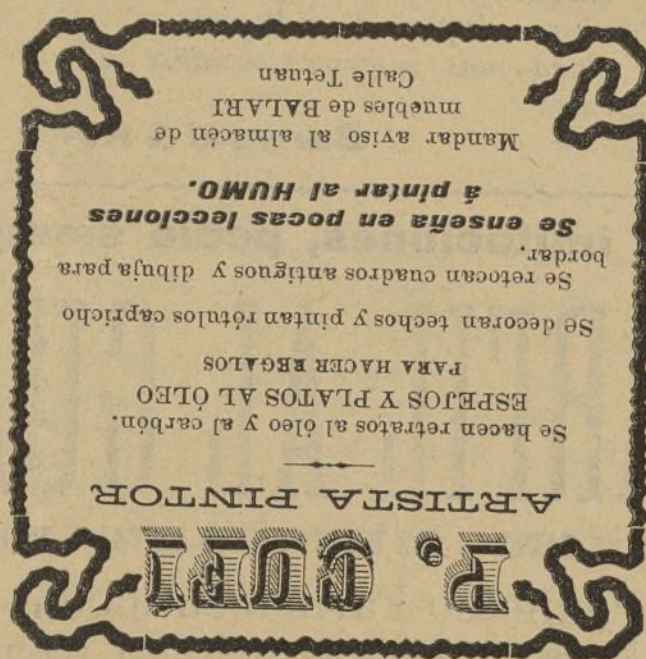 P. CUFÍ
ARTISTA PINTOR
Se hacen retratos al óleo y al carbón.
ESPEJOS Y PLATOS AL ÓLEO
PARA HACER REGALOS
Se decoran techos y pintan rótulos capricho
Se retocan cuadros antiguos y dibuja para
bordar.
Se enseña en pocas lecciones
á pintar al HUMO.
Mandar aviso al almacén de
muebles de BALARI
Calle Tetuan